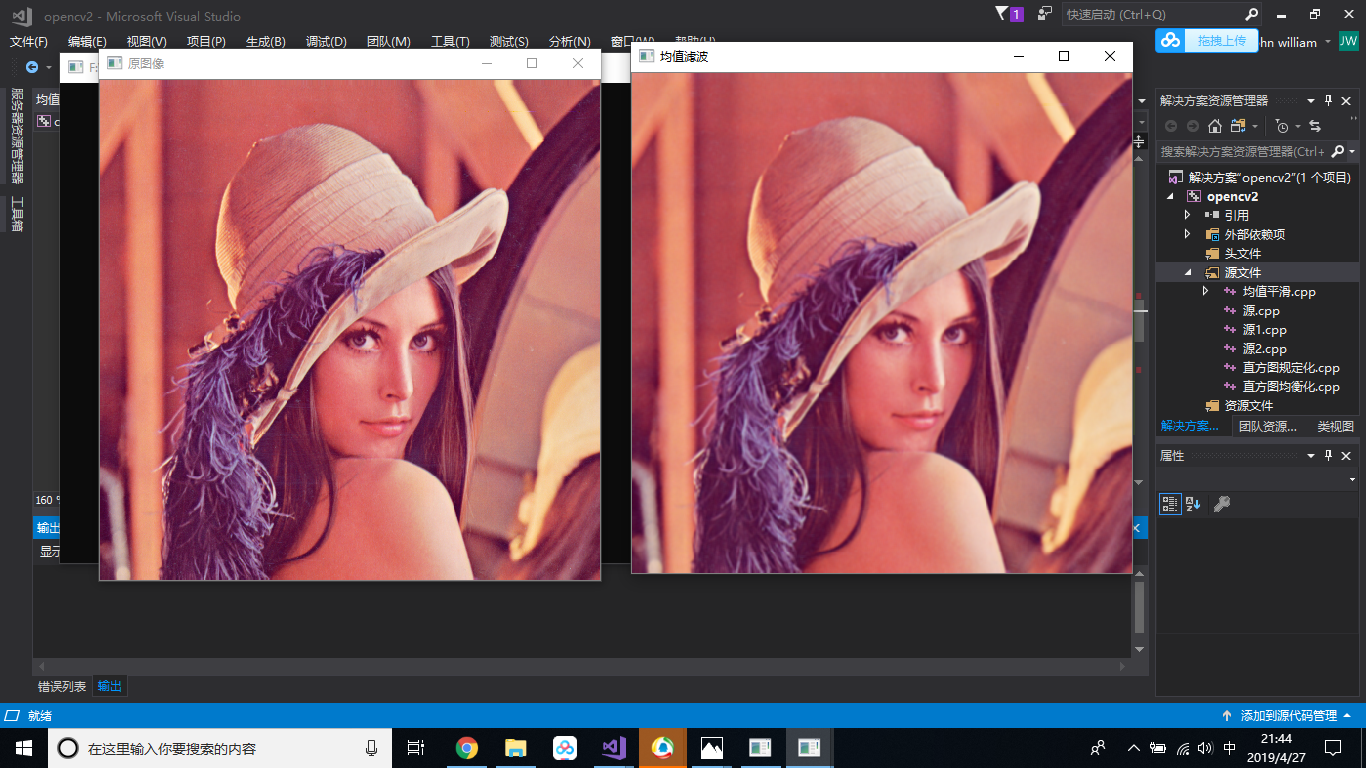 opencv2 - Microsoft Visual Studio
1
快速启动 (Ctrl+Q)
文件(F) 编辑(E) 视图(V) 项目(P) 生成(B) 调试(D) 团队(M) 工具(T) 测试(S) 分析(N) 窗口(W) 帮助(H)
拖拽上传
hn william
JW
F:
原图像
均值滤波
服务器资源管理器
工具箱
均值
c
160 %
输出
显示
解决方案资源管理器
搜索解决方案资源管理器(Ctrl+
解决方案"opencv2"(1 个项目)
opencv2
引用
外部依赖项
头文件
源文件
均值平滑.cpp
源.cpp
源1.cpp
源2.cpp
直方图规定化.cpp
直方图均衡化.cpp
资源文件
解决方案... 团队资源... 类视图
属性
错误列表 输出
就绪
添加到源代码管理
在这里输入你要搜索的内容
中
21:44
2019/4/27